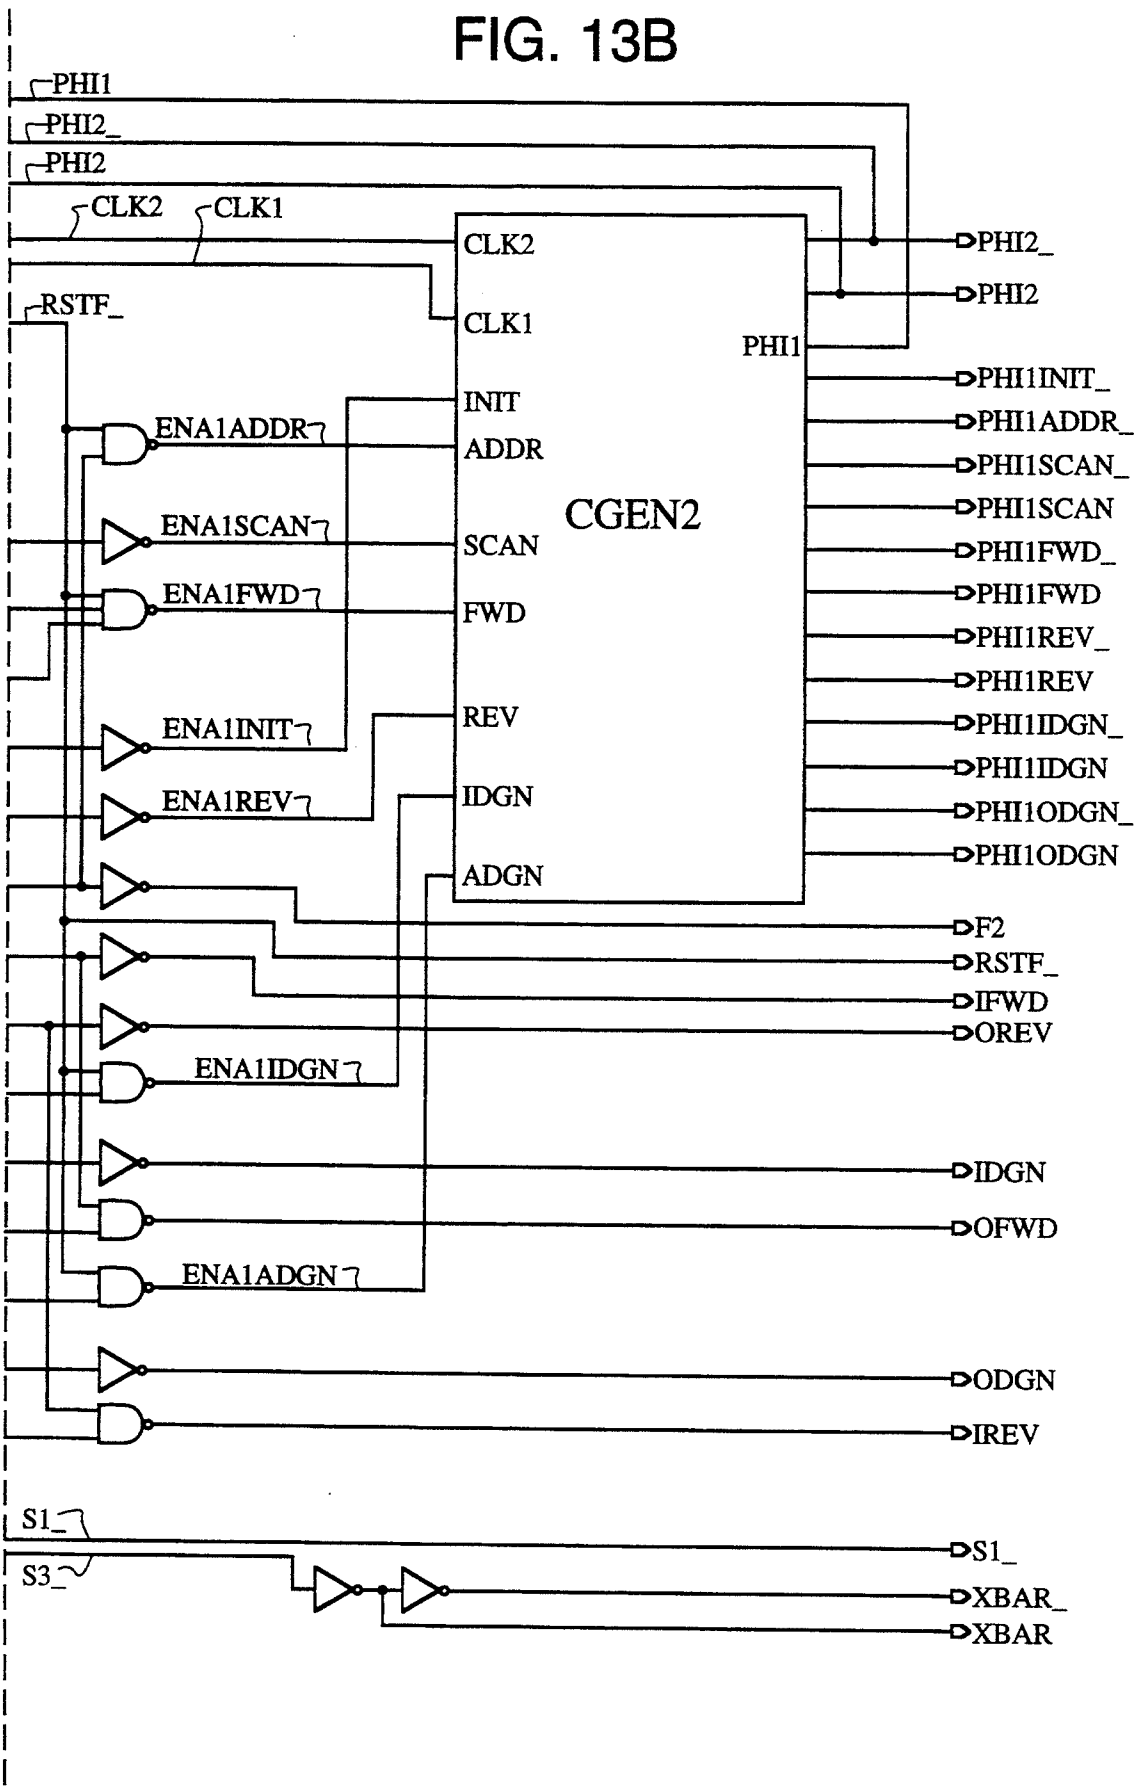 FIG. 13B
PHI1
PHI2_
PHI2
CLK2
CLK1
RSTF_
CLK2
CLK1
PHI1
INIT
ADDR
SCAN
FWD
REV
IDGN
ADGN
CGEN2
ENA1ADDR
ENA1SCAN
ENA1FWD
ENA1INIT
ENA1REV
ENA1IDGN
ENA1ADGN
PHI2_
PHI2
PHI1INIT_
PHI1ADDR_
PHI1SCAN_
PHI1SCAN
PHI1FWD_
PHI1FWD
PHI1REV_
PHI1REV
PHI1IDGN_
PHI1IDGN
PHI1ODGN_
PHI1ODGN
F2
RSTF_
IFWD
OREV
IDGN
OFWD
ODGN
IREV
S1_
S3_
S1_
XBAR_
XBAR